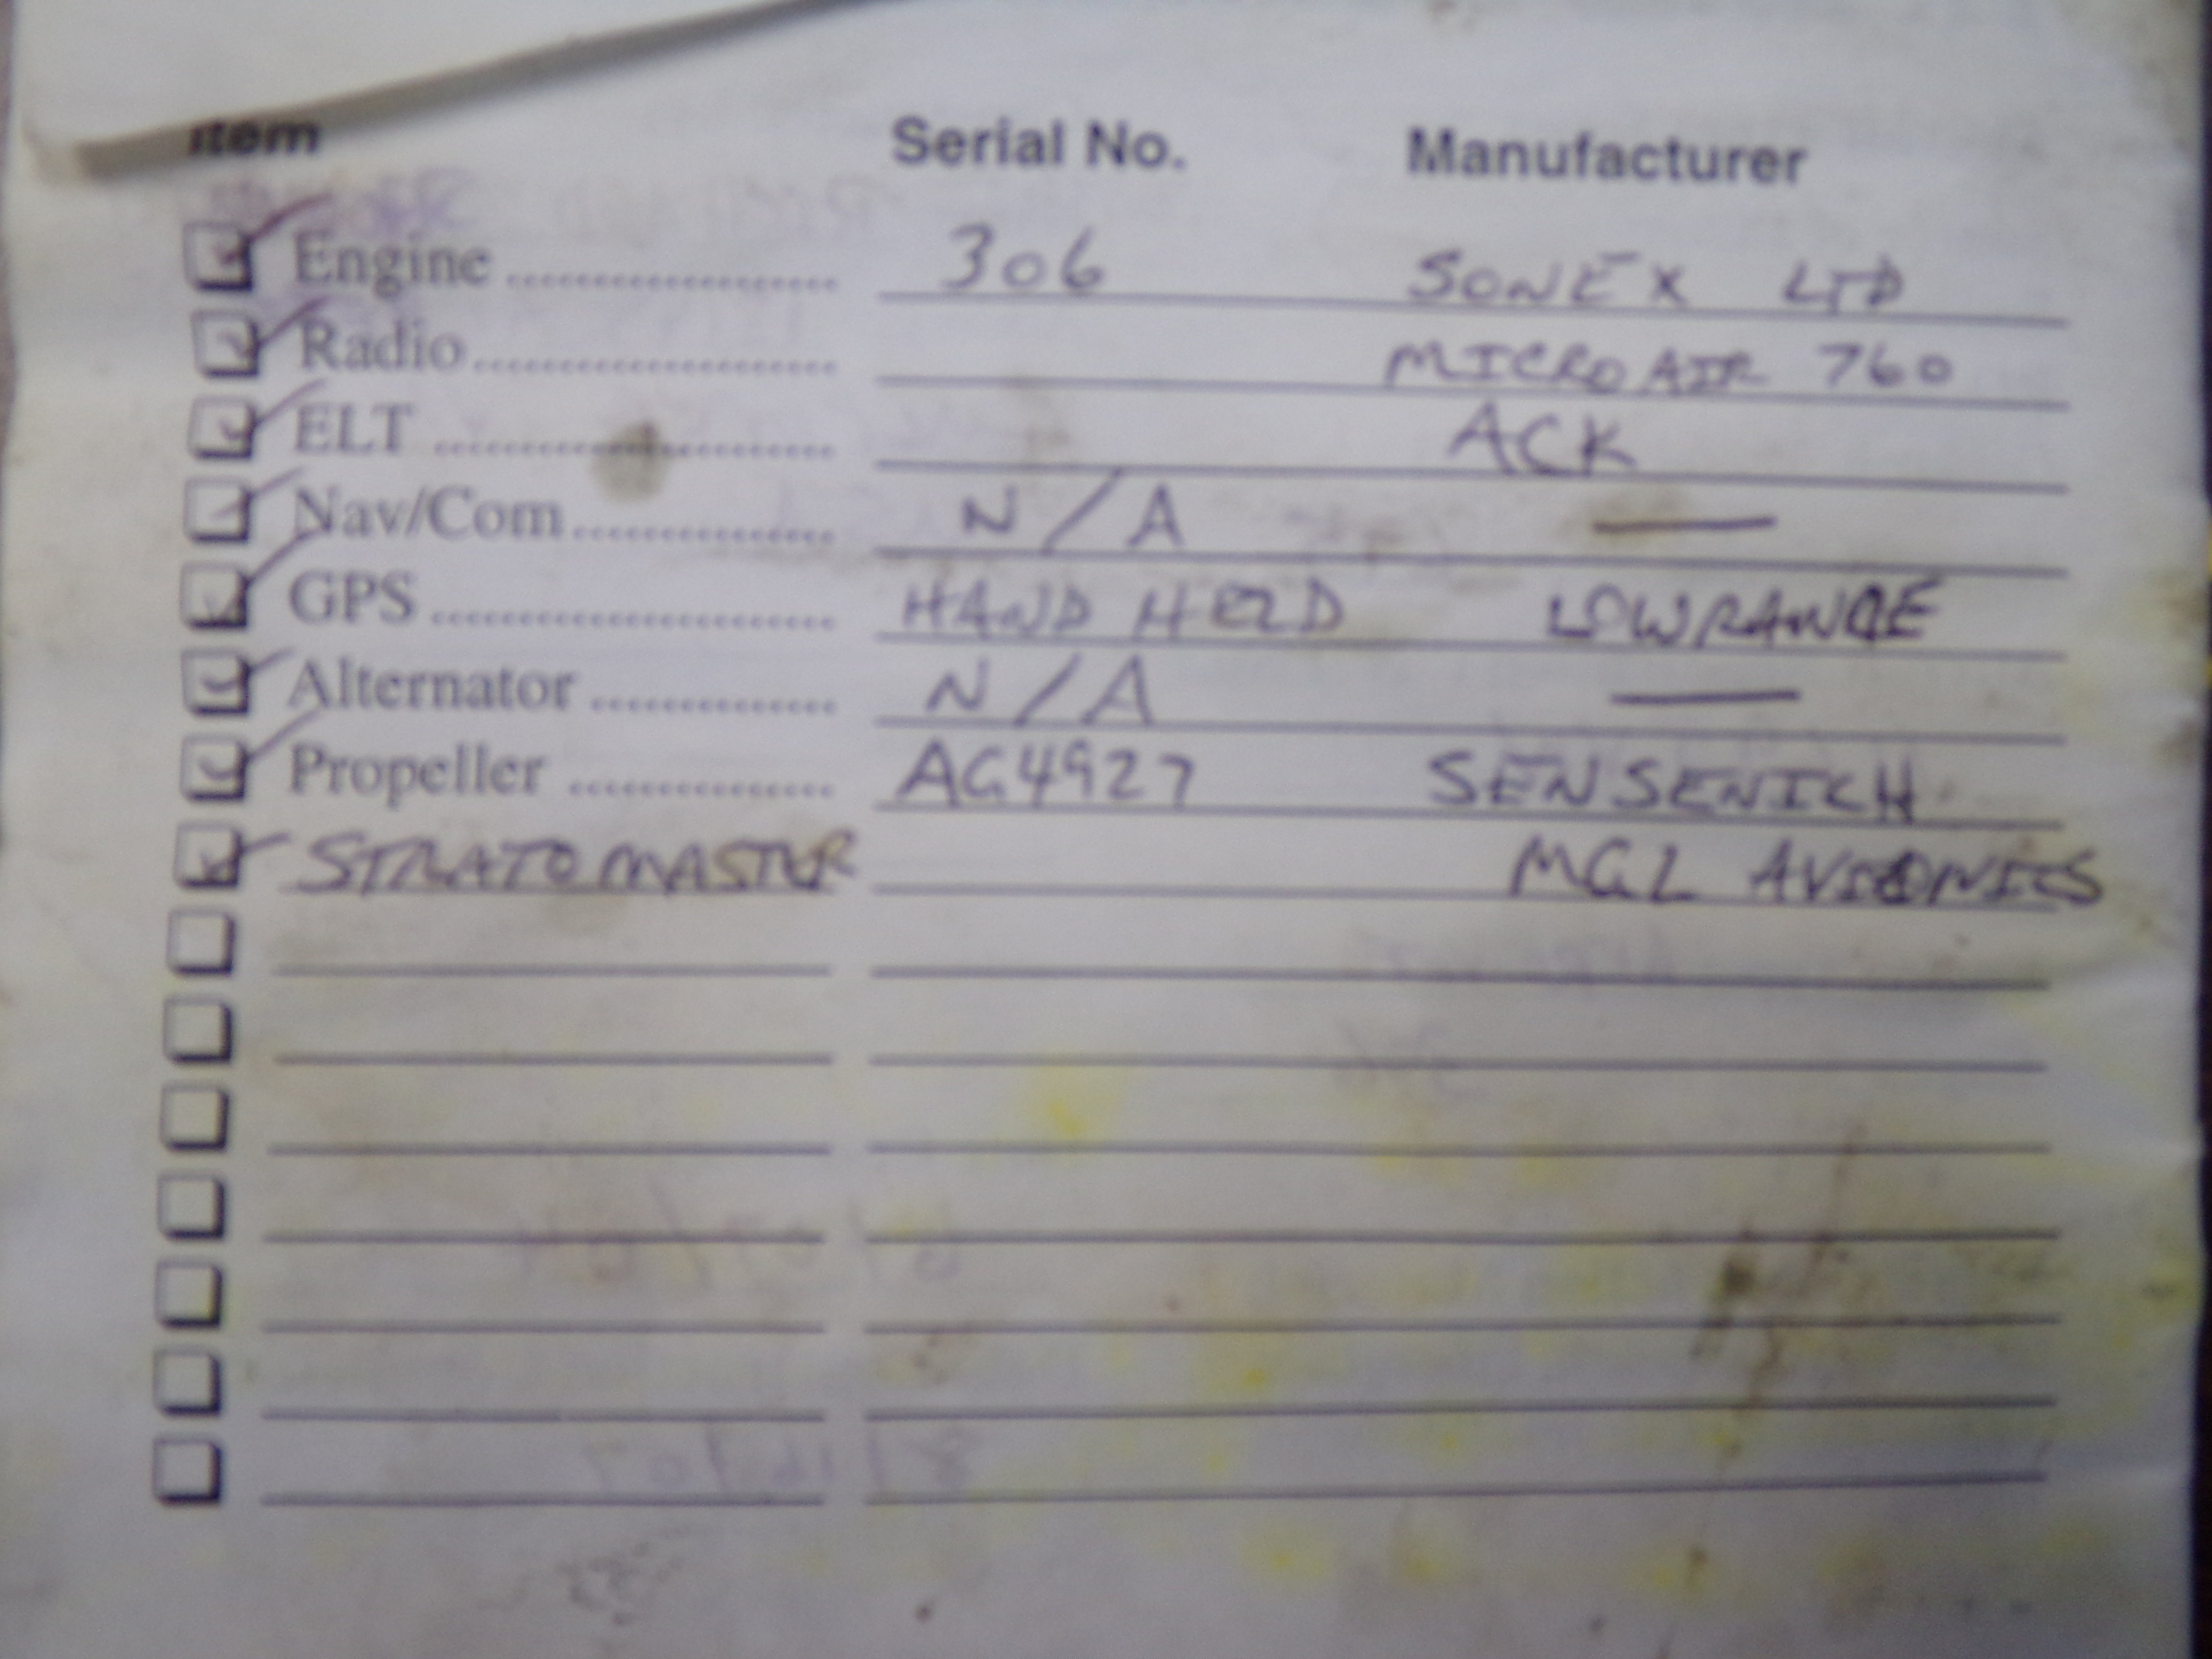 Item Serial No. Manufacturer
Engine .................... 306 SONEX LTD
Radio...................... MICROAIR 760
ELT ........................ ACK
Nav/Com................ N/A —
GPS ........................ HAND HELD LOWRANCE
Alternator .............. N/A —
Propeller ............... AG4927 SENSENICH
STRATOMASTER MGL AVIONICS